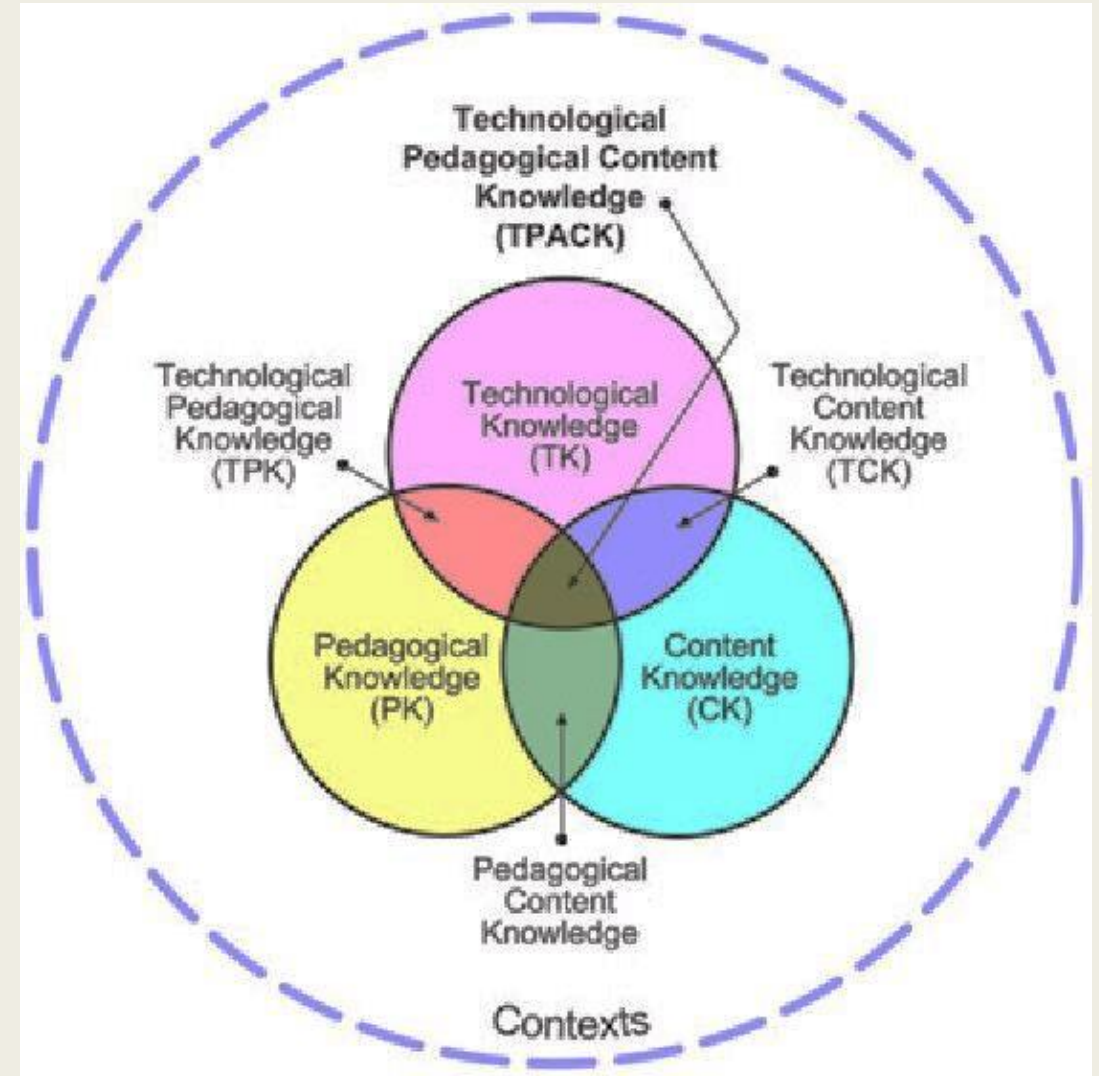 Technological
Pedagogical Content
Knowledge
(TPACK)
Technological
Pedagogical
Knowledge
(TPK)
Technological
Knowledge
(TK)
Technological
Content
Knowledge
(TCK)
Pedagogical
Knowledge
(PK)
Content
Knowledge
(CK)
Pedagogical
Content
Knowledge
Contexts